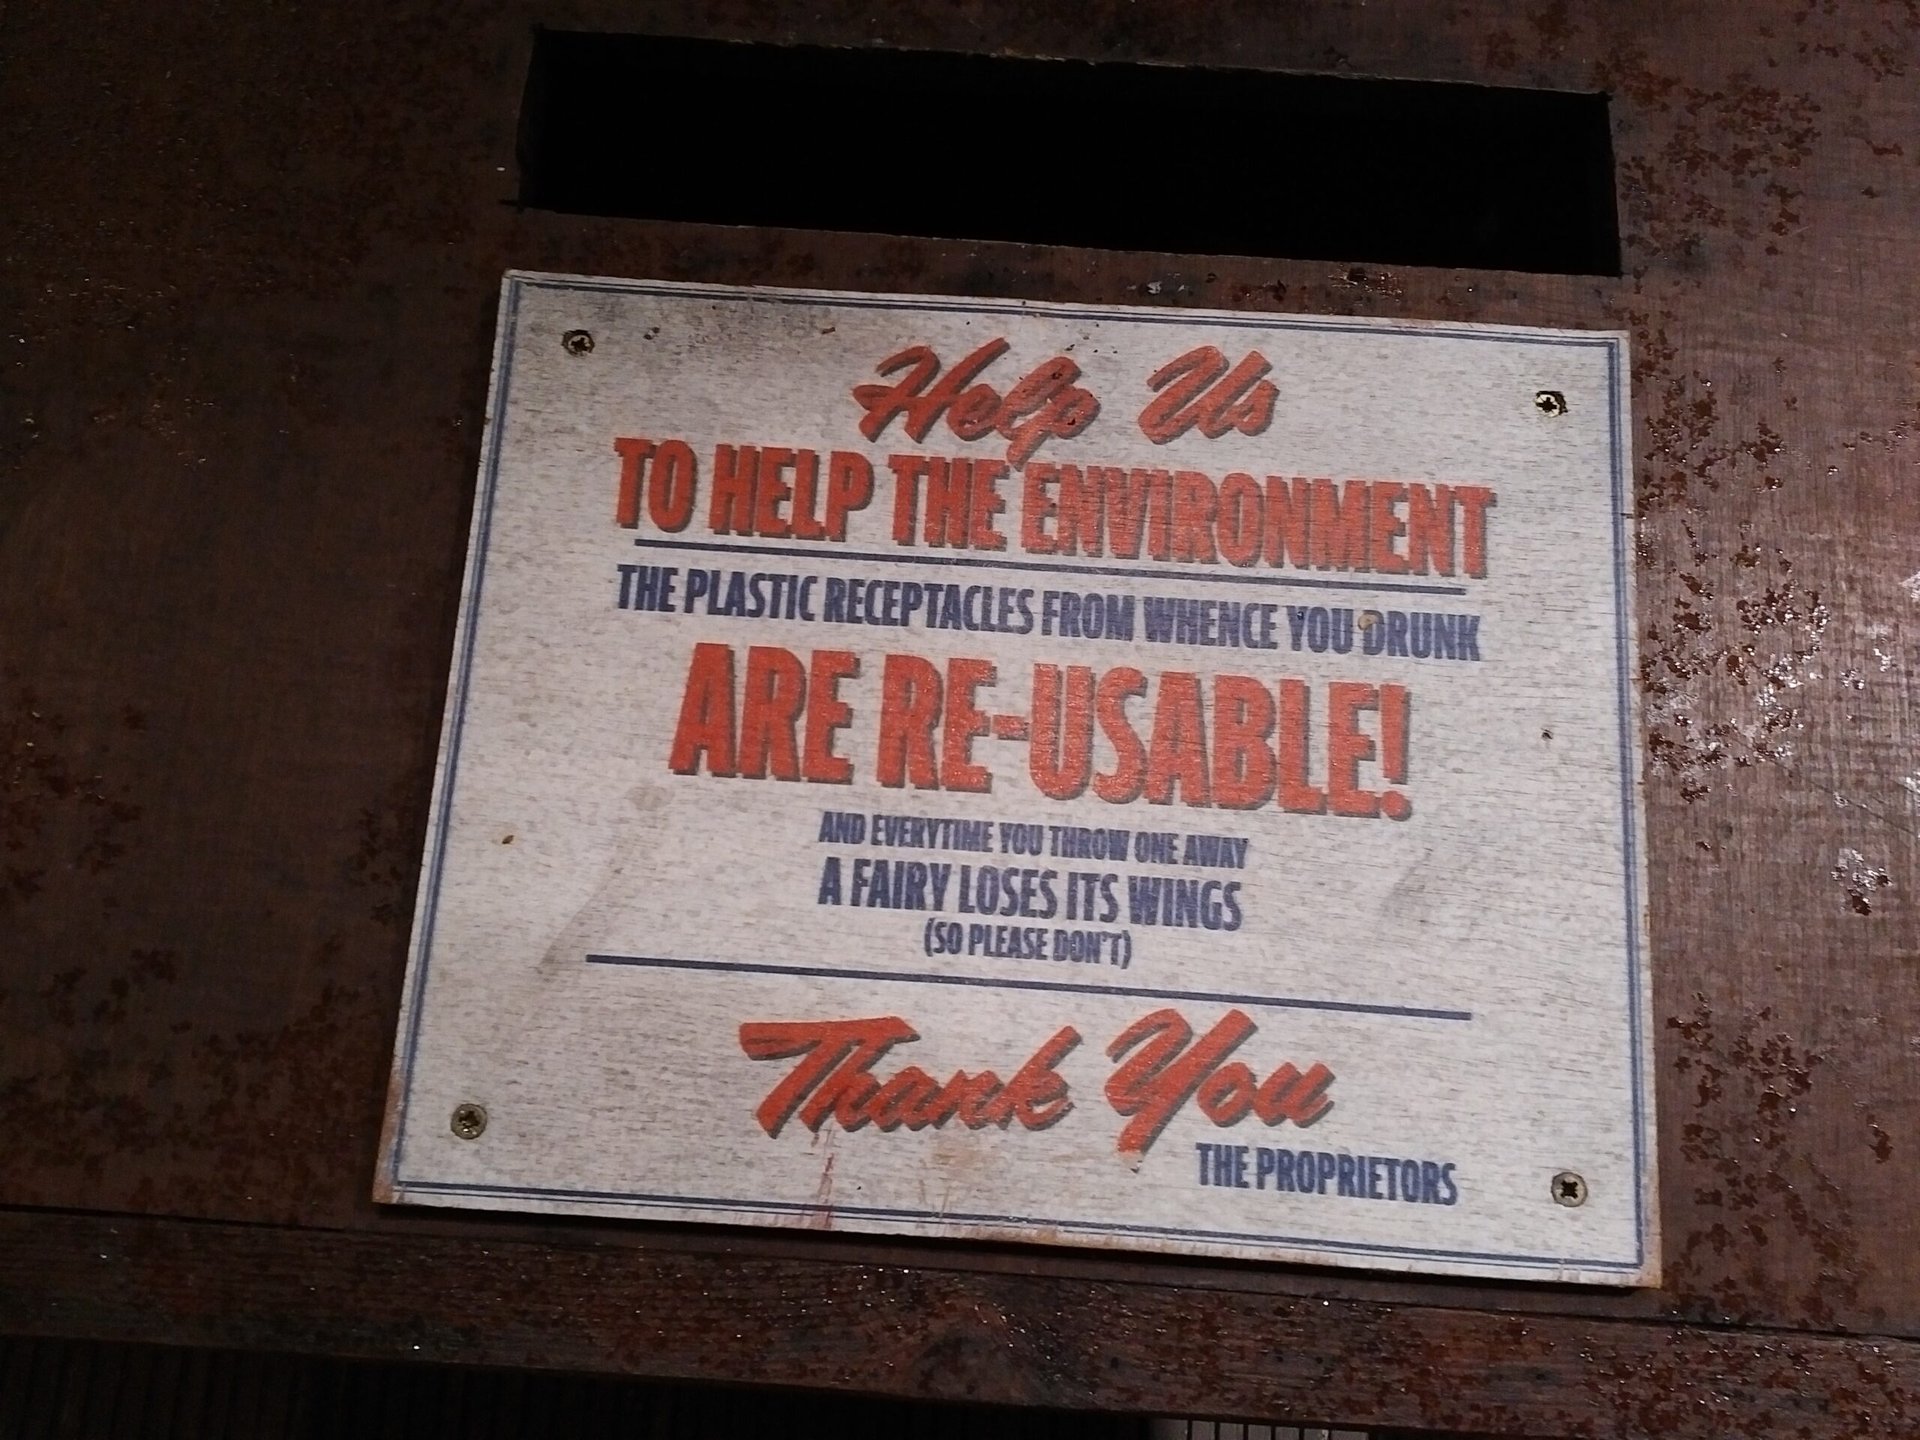 Help Us
TO HELP THE ENVIRONMENT
THE PLASTIC RECEPTACLES FROM WHENCE YOU DRUNK
ARE RE-USABLE!
AND EVERYTIME YOU THROW ONE AWAY
A FAIRY LOSES ITS WINGS
(SO PLEASE DON'T)
Thank You
THE PROPRIETORS